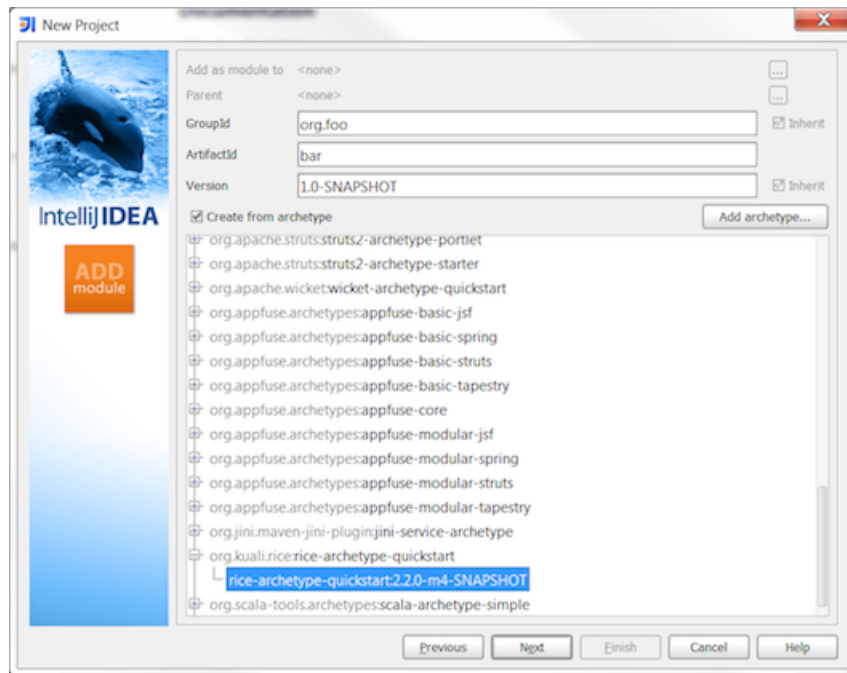 Documentation
New Project
Add as module to <none> ...
Parent <none> ...
GroupId org.foo Inherit
ArtifactId bar
Version 1.0-SNAPSHOT Inherit
IntelliJIDEA
Create from archetype Add archetype...
ADD
module
org.apache.struts:struts2-archetype-portlet
org.apache.struts:struts2-archetype-starter
org.apache.wicket:wicket-archetype-quickstart
org.appfuse.archetypes:appfuse-basic-jsf
org.appfuse.archetypes:appfuse-basic-spring
org.appfuse.archetypes:appfuse-basic-struts
org.appfuse.archetypes:appfuse-basic-tapestry
org.appfuse.archetypes:appfuse-core
org.appfuse.archetypes:appfuse-modular-jsf
org.appfuse.archetypes:appfuse-modular-spring
org.appfuse.archetypes:appfuse-modular-struts
org.appfuse.archetypes:appfuse-modular-tapestry
org.jini.maven-jini-plugin:jini-service-archetype
org.kuali.rice:rice-archetype-quickstart
rice-archetype-quickstart:2.2.0-m4-SNAPSHOT
org.scala-tools.archetypes:scala-archetype-simple
Previous Next Finish Cancel Help